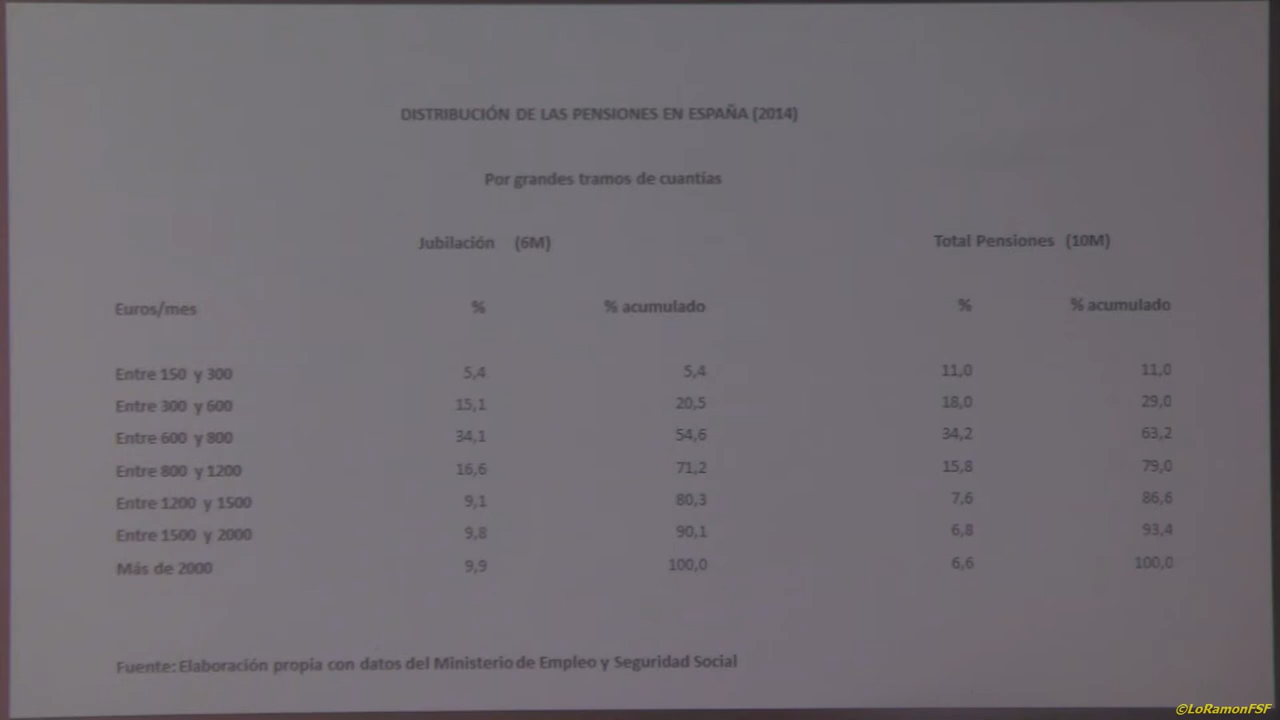 DISTRIBUCIÓN DE LAS PENSIONES EN ESPAÑA (2014)
Por grandes tramos de cuantías
Jubilación (6M) Total Pensiones (10M)
Euros/mes % % acumulado % % acumulado
Entre 150 y 300 5,4 5,4 11,0 11,0
Entre 300 y 600 15,1 20,5 18,0 29,0
Entre 600 y 800 34,1 54,6 34,2 63,2
Entre 800 y 1200 16,6 71,2 15,8 79,0
Entre 1200 y 1500 9,1 80,3 7,6 86,6
Entre 1500 y 2000 9,8 90,1 6,8 93,4
Más de 2000 9,9 100,0 6,6 100,0
Fuente: Elaboración propia con datos del Ministerio de Empleo y Seguridad Social
©LoRamonFSF